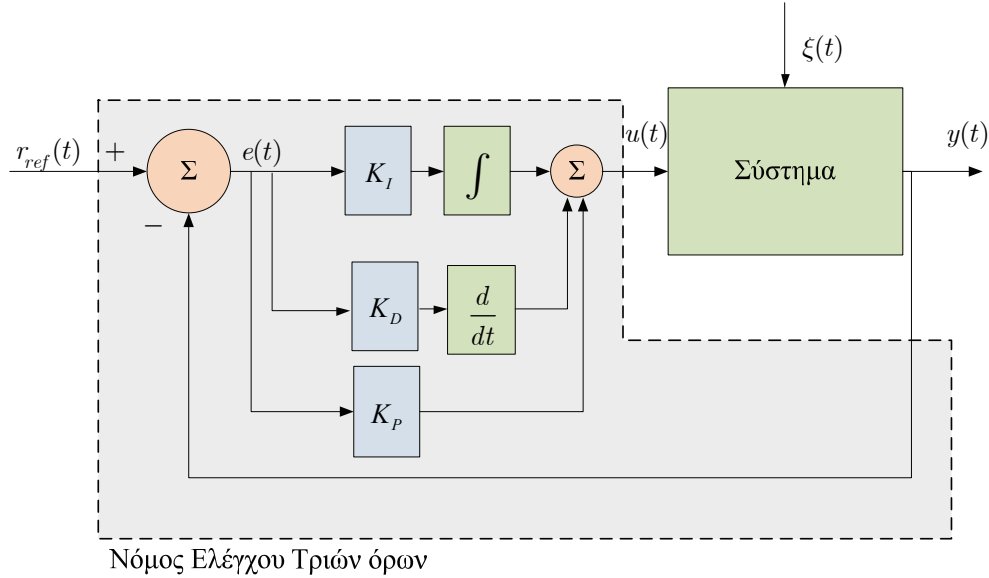 ξ(t)
r_ref(t) + Σ e(t) K_I ∫ Σ u(t) Σύστημα y(t)
−
K_D d/dt
K_P
Νόμος Ελέγχου Τριών όρων